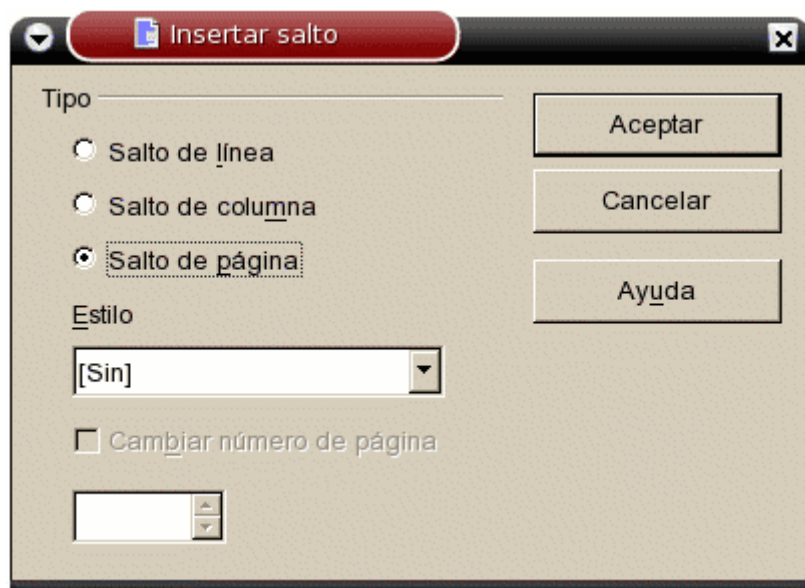 Insertar salto
Tipo
Salto de línea
Salto de columna
Salto de página
Estilo
[Sin]
Cambiar número de página
Aceptar
Cancelar
Ayuda